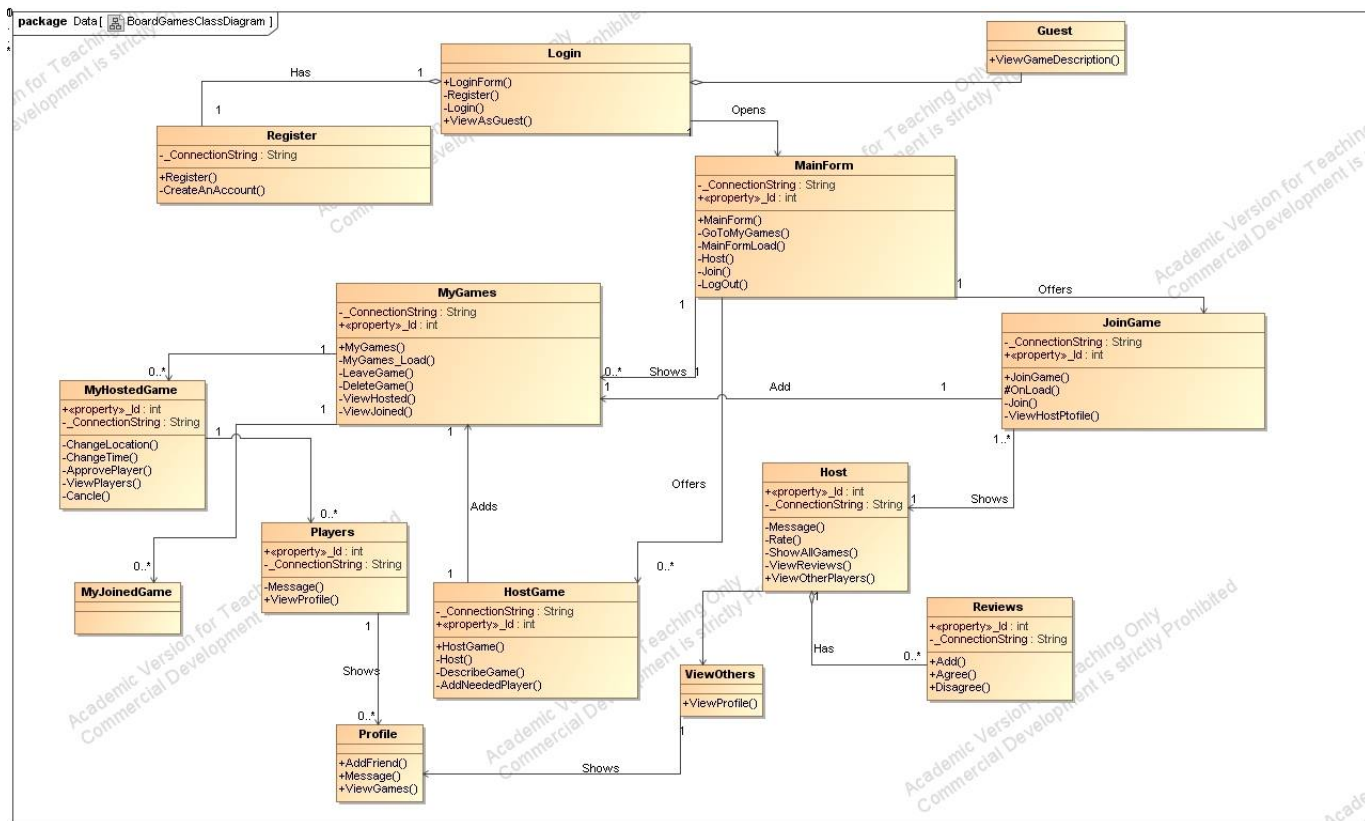 package Data [ BoardGamesClassDiagram ]
Guest
+ViewGameDescription()
Login
+LoginForm()
-Register()
-Login()
+ViewAsGuest()
Has
1
1
Register
-_ConnectionString : String
+Register()
-CreateAnAccount()
Opens
1
MainForm
-_ConnectionString : String
+«property»_Id : int
+MainForm()
-GoToMyGames()
-MainFormLoad()
-Host()
-Join()
-LogOut()
1
Offers
1
MyGames
-_ConnectionString : String
+«property»_Id : int
+MyGames()
-MyGames_Load()
-LeaveGame()
-DeleteGame()
-ViewHosted()
-ViewJoined()
0..*
Shows
1
JoinGame
-_ConnectionString : String
+«property»_Id : int
+JoinGame()
#OnLoad()
-Join()
-ViewHostPtofile()
Add
1
1
1
0..*
MyHostedGame
+«property»_Id : int
-_ConnectionString : String
-ChangeLocation()
-ChangeTime()
-ApprovePlayer()
-ViewPlayers()
-Cancle()
1
1
1
1..*
Shows
1
Host
+«property»_Id : int
-_ConnectionString : String
-Message()
-Rate()
-ShowAllGames()
-ViewReviews()
+ViewOtherPlayers()
Offers
0..*
Adds
1
0..*
Players
+«property»_Id : int
-_ConnectionString : String
-Message()
+ViewProfile()
0..*
MyJoinedGame
HostGame
-_ConnectionString : String
+«property»_Id : int
+HostGame()
-Host()
-DescribeGame()
-AddNeededPlayer()
1
Has
0..*
Reviews
+«property»_Id : int
-_ConnectionString : String
+Add()
+Agree()
+Disagree()
ViewOthers
+ViewProfile()
1
Shows
1
Shows
0..*
Profile
+AddFriend()
+Message()
+ViewGames()
Academic Version for Teaching Only
Commercial Development is strictly Prohibited